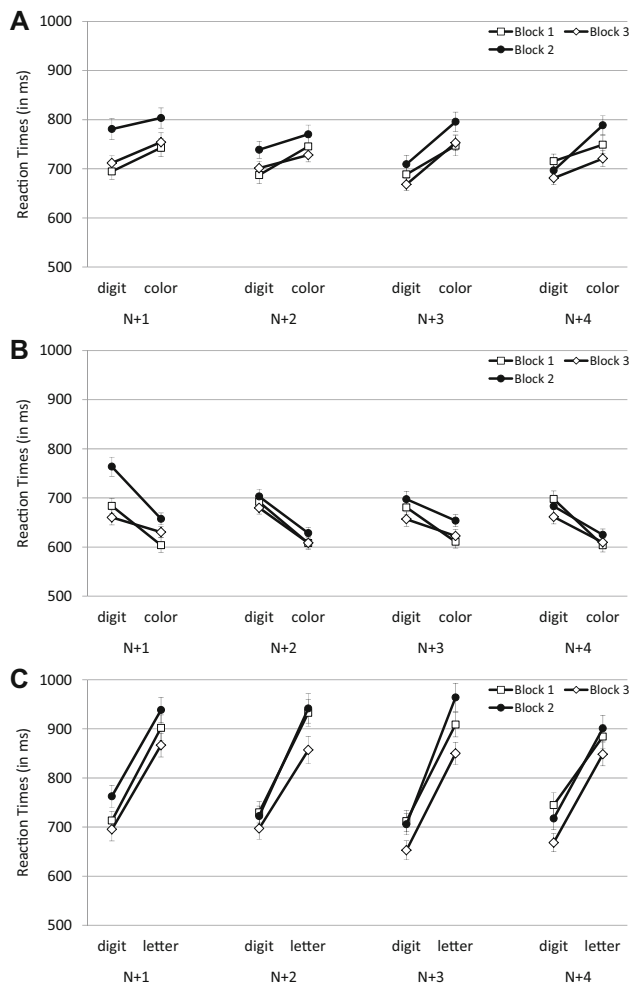 A
Reaction Times (in ms)
1000
900
800
700
600
500
Block 1 Block 3
Block 2
digit color digit color digit color digit color
N+1 N+2 N+3 N+4
B
Reaction Times (in ms)
1000
900
800
700
600
500
Block 1 Block 3
Block 2
digit color digit color digit color digit color
N+1 N+2 N+3 N+4
C
Reaction Times (in ms)
1000
900
800
700
600
500
Block 1 Block 3
Block 2
digit letter digit letter digit letter digit letter
N+1 N+2 N+3 N+4